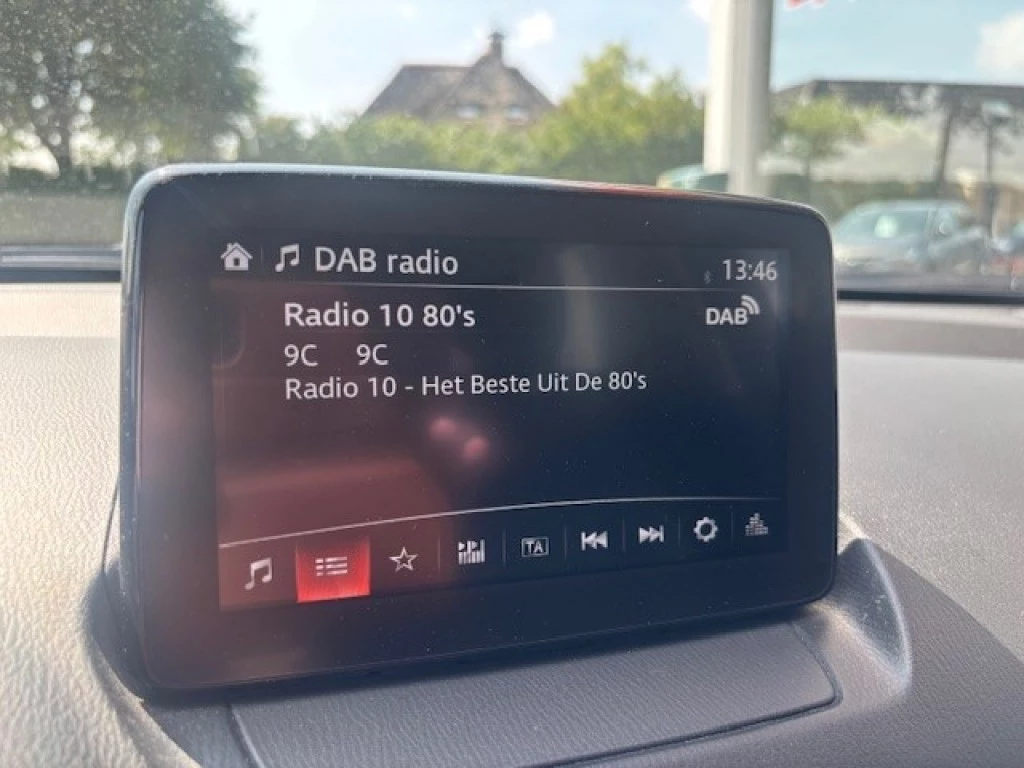 DAB radio
13:46
Radio 10 80's
DAB
9C 9C
Radio 10 - Het Beste Uit De 80's
TA